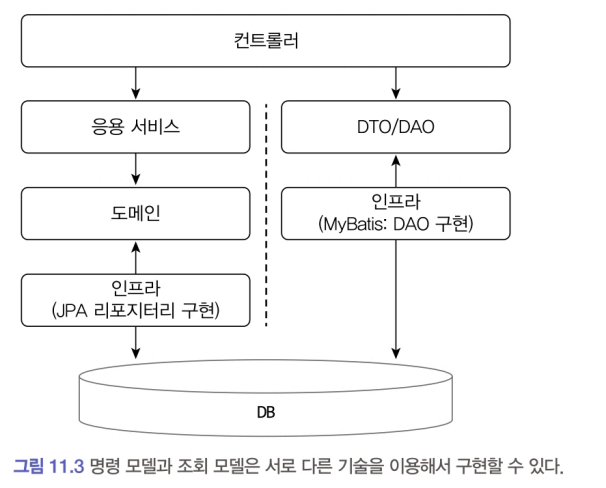 컨트롤러
응용 서비스
DTO/DAO
도메인
인프라
(MyBatis: DAO 구현)
인프라
(JPA 리포지터리 구현)
DB
그림 11.3 명령 모델과 조회 모델은 서로 다른 기술을 이용해서 구현할 수 있다.